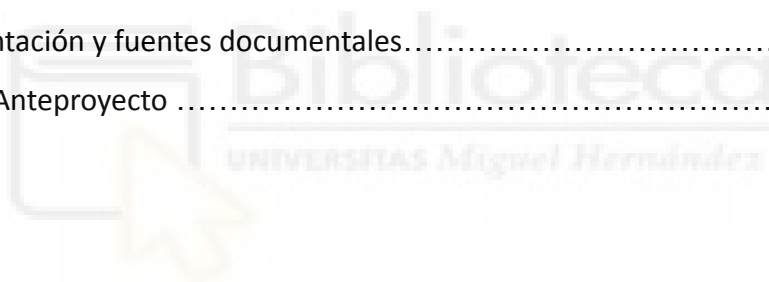 ntación y fuentes documentales……………………………
Biblioteca
Anteproyecto ……………………………………………………
UNIVERSITAS Miguel Hernández